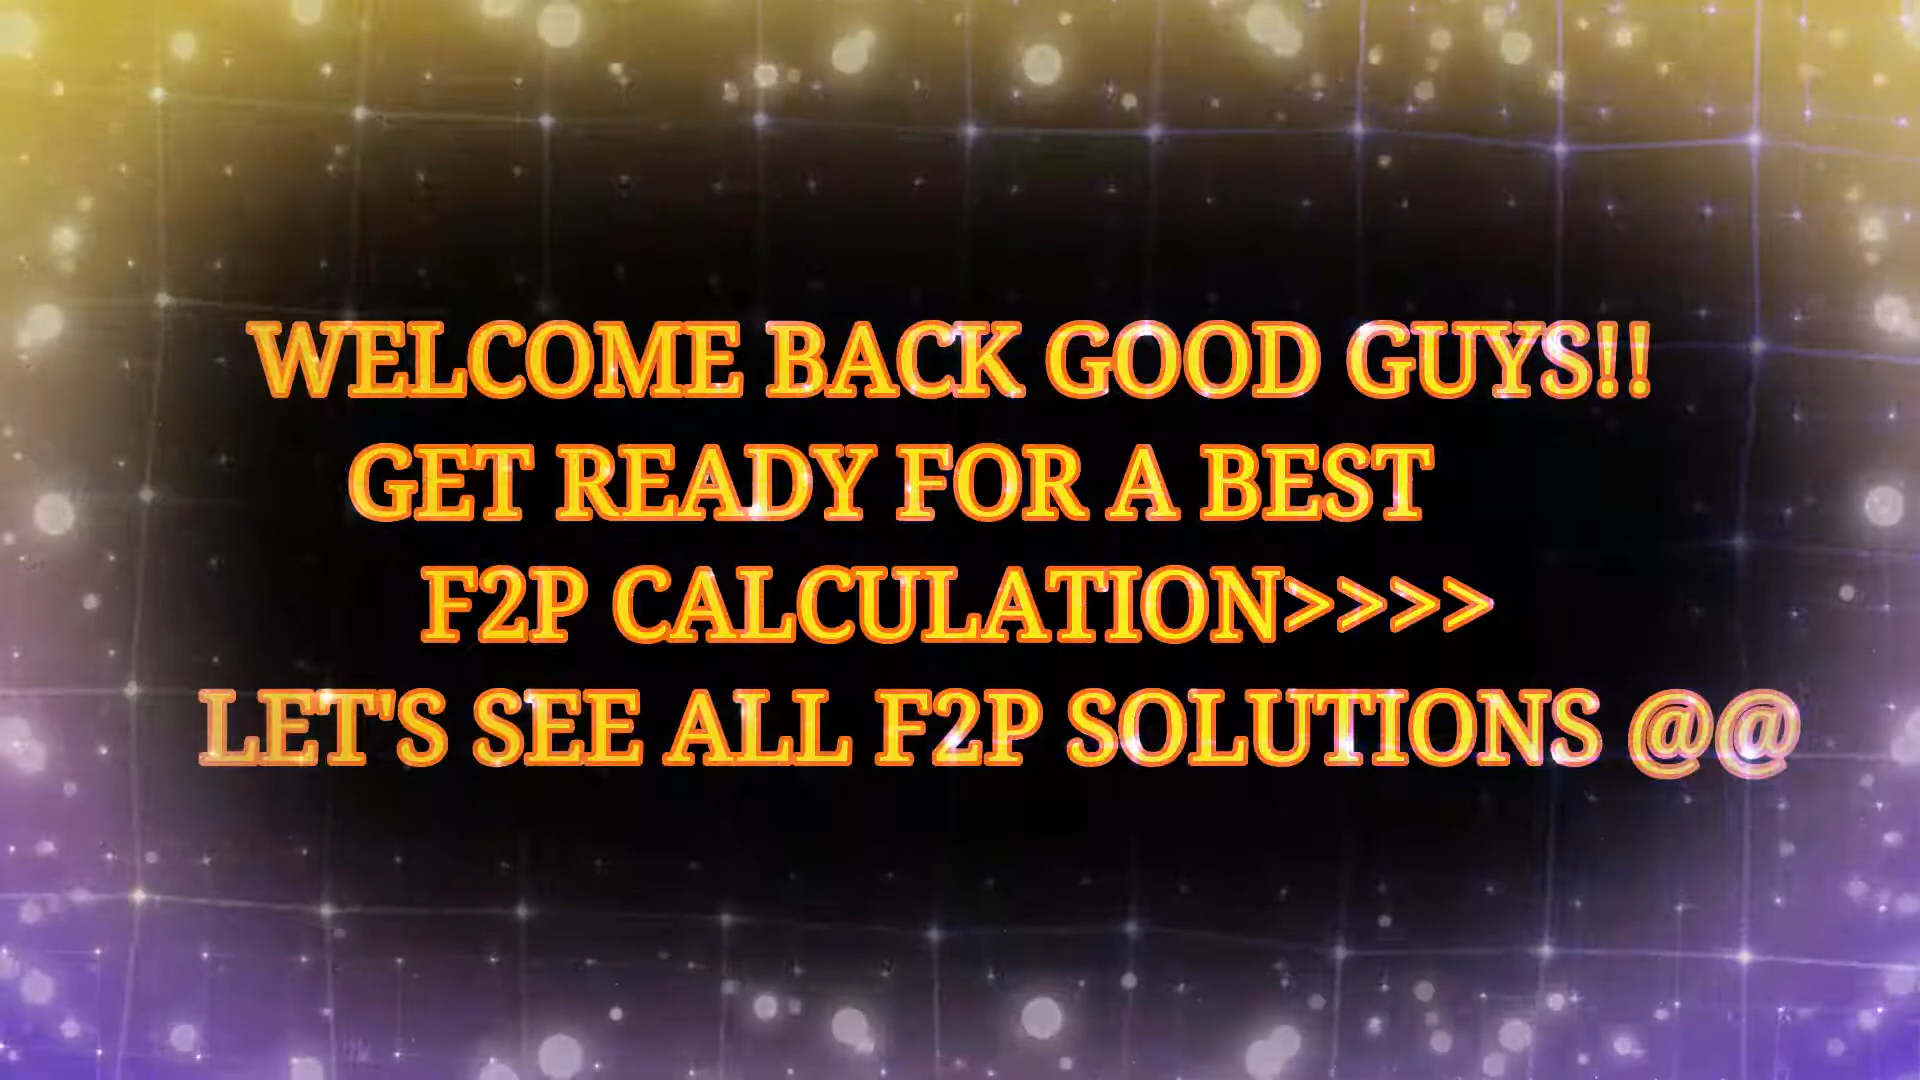 WELCOME BACK GOOD GUYS!!
GET READY FOR A BEST
F2P CALCULATION>>>>
LET'S SEE ALL F2P SOLUTIONS @@